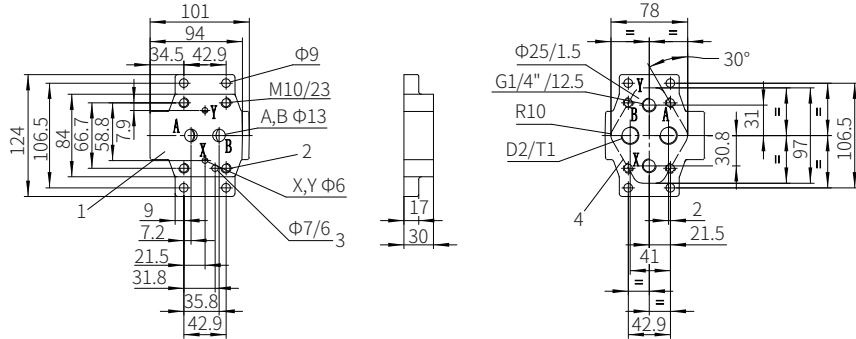 101
94
34.5 42.9
Φ9
M10/23
A,B Φ13
2
X,Y Φ6
Φ7/6
3
124
106.5
84
66.7
58.8
7.9
A
Y
X
B
1
9
7.2
21.5
31.8
35.8
42.9
17
30
78
= =
Φ25/1.5
30°
G1/4" /12.5
R10
D2/T1
4
Y
B A
X
31
30.8
=
=
97
=
=
106.5
2
21.5
41
=
=
42.9